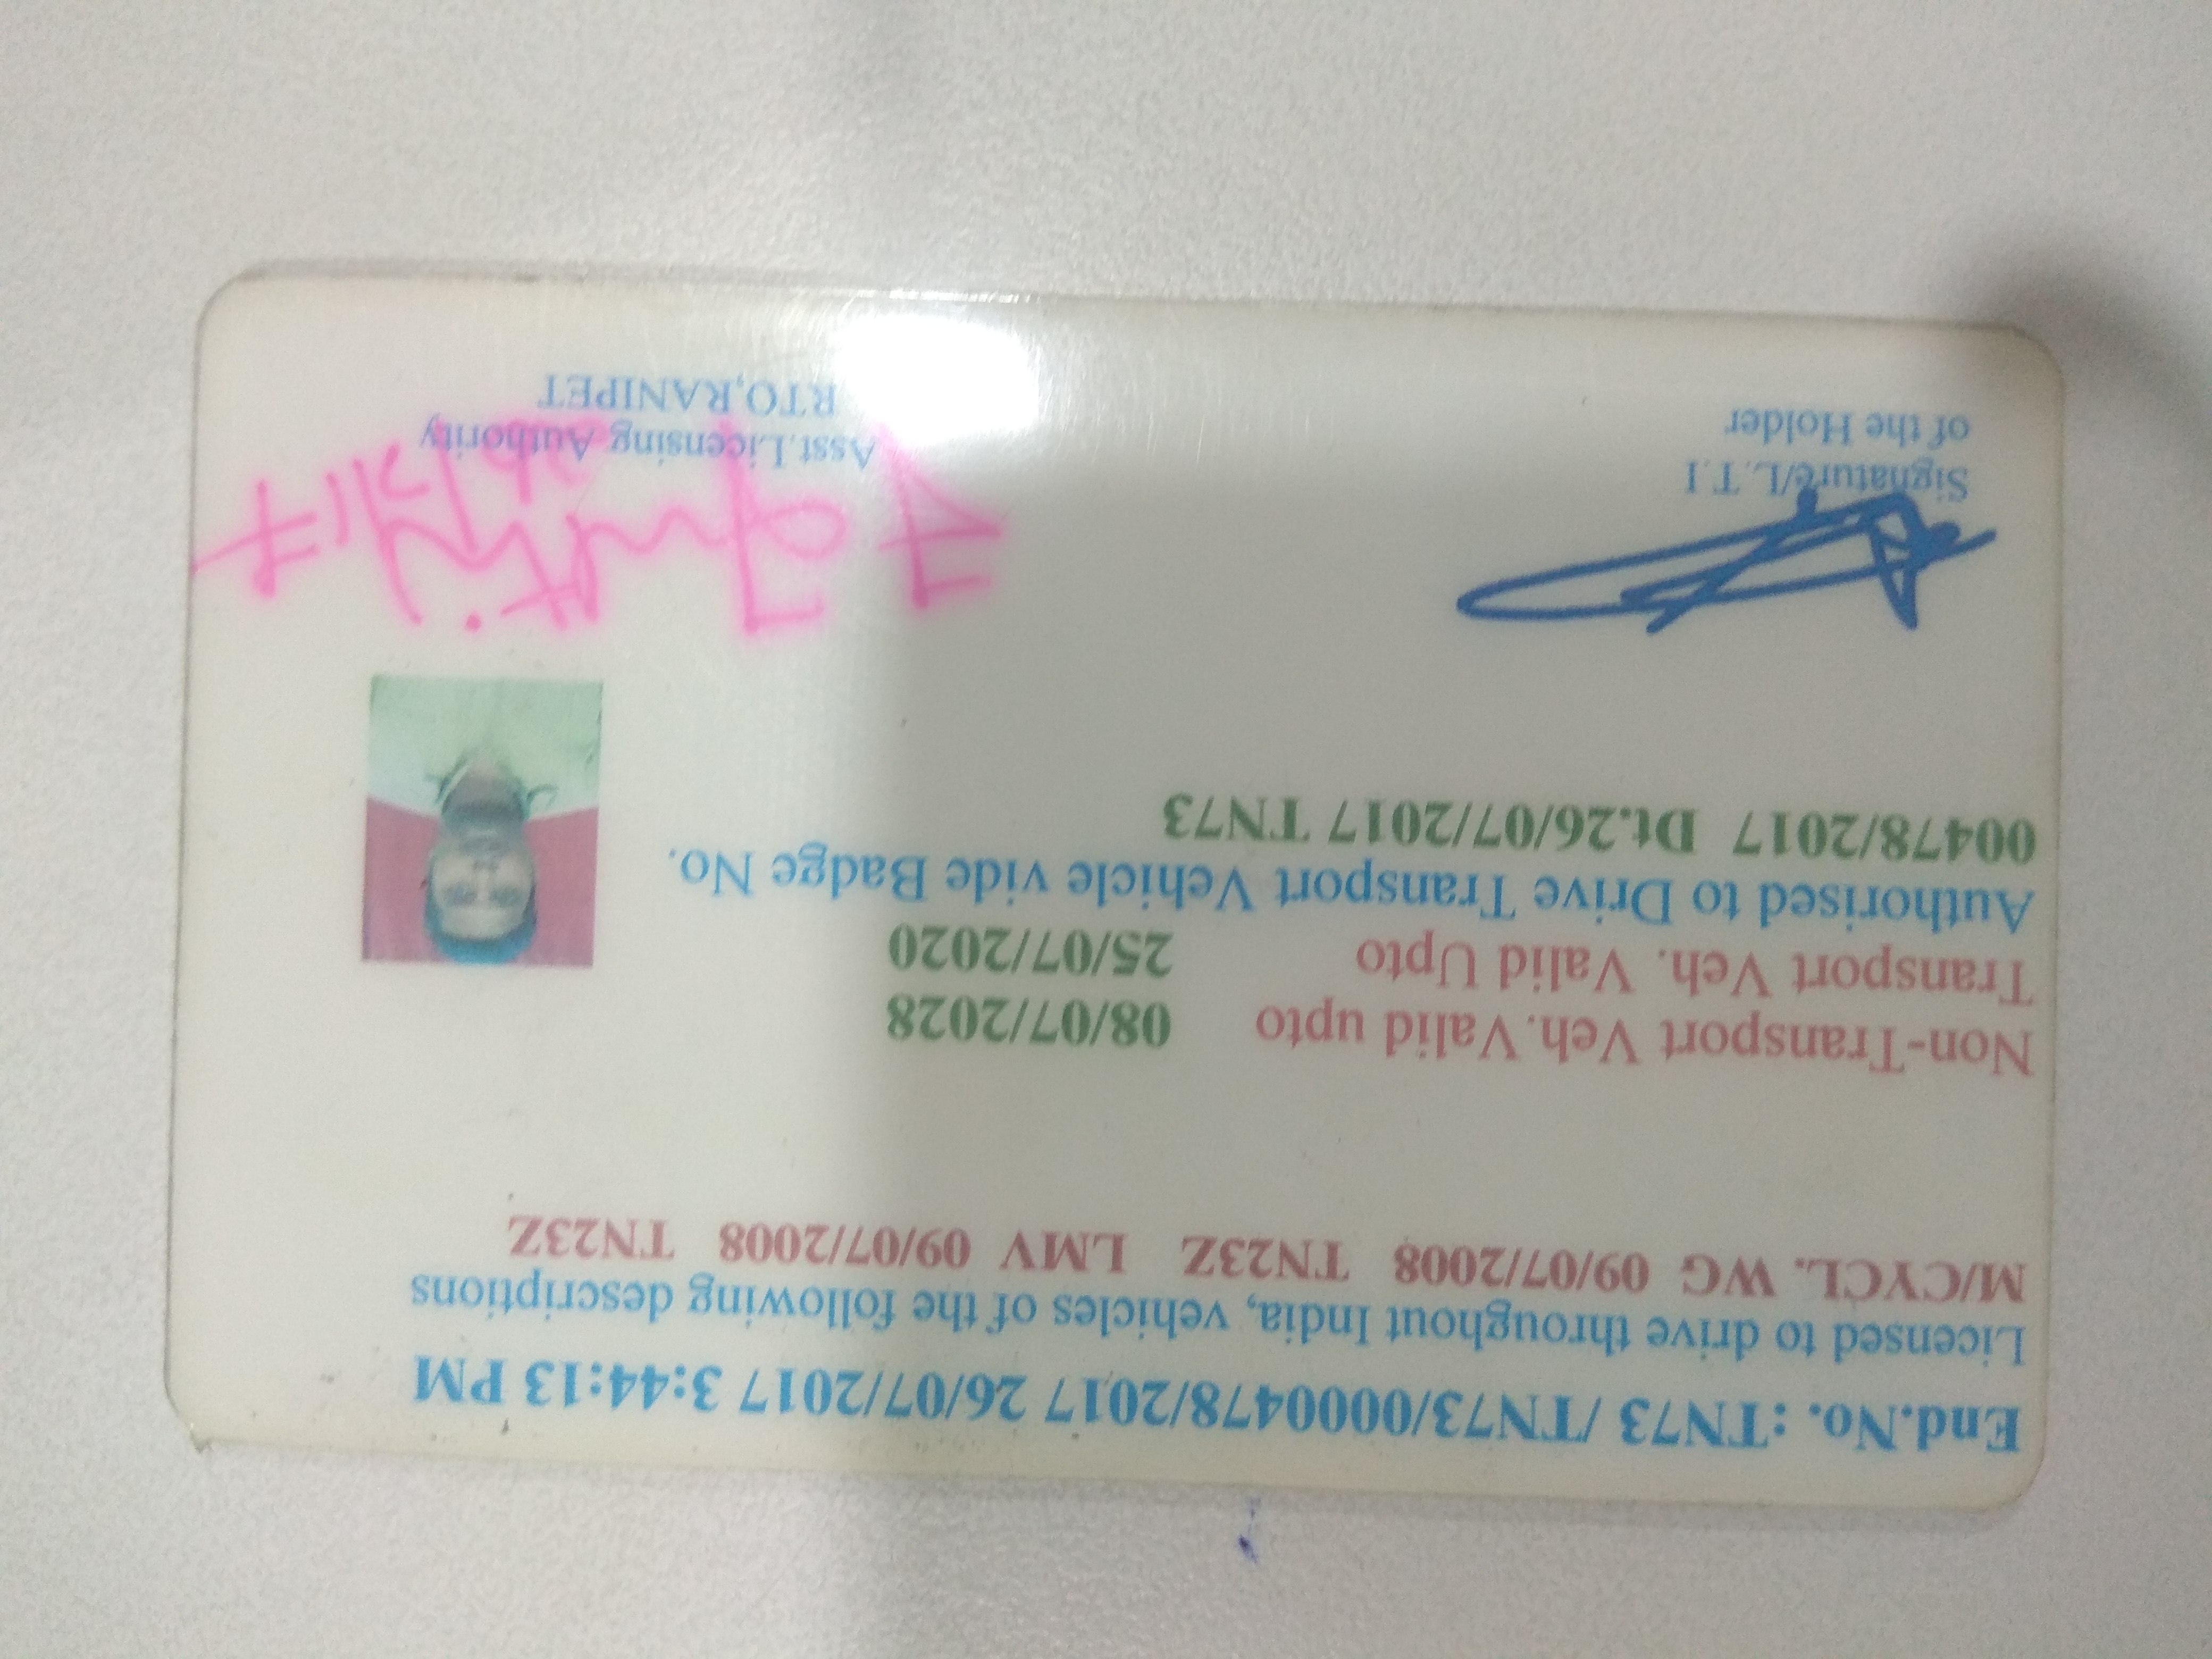 End.No. :TN73 /TN73/0000478/2017 26/07/2017 3:44:13 PM
Licensed to drive throughout India, vehicles of the following descriptions
M/CYCL. WG 09/07/2008 TN23Z LMV 09/07/2008 TN23Z
Non-Transport Veh.Valid upto 08/07/2028
Transport Veh. Valid Upto 25/07/2020
Authorised to Drive Transport Vehicle vide Badge No.
00478/2017 Dt.26/07/2017 TN73
Signature/L.T.I
of the Holder
Asst.Licensing Authority
RTO,RANIPET